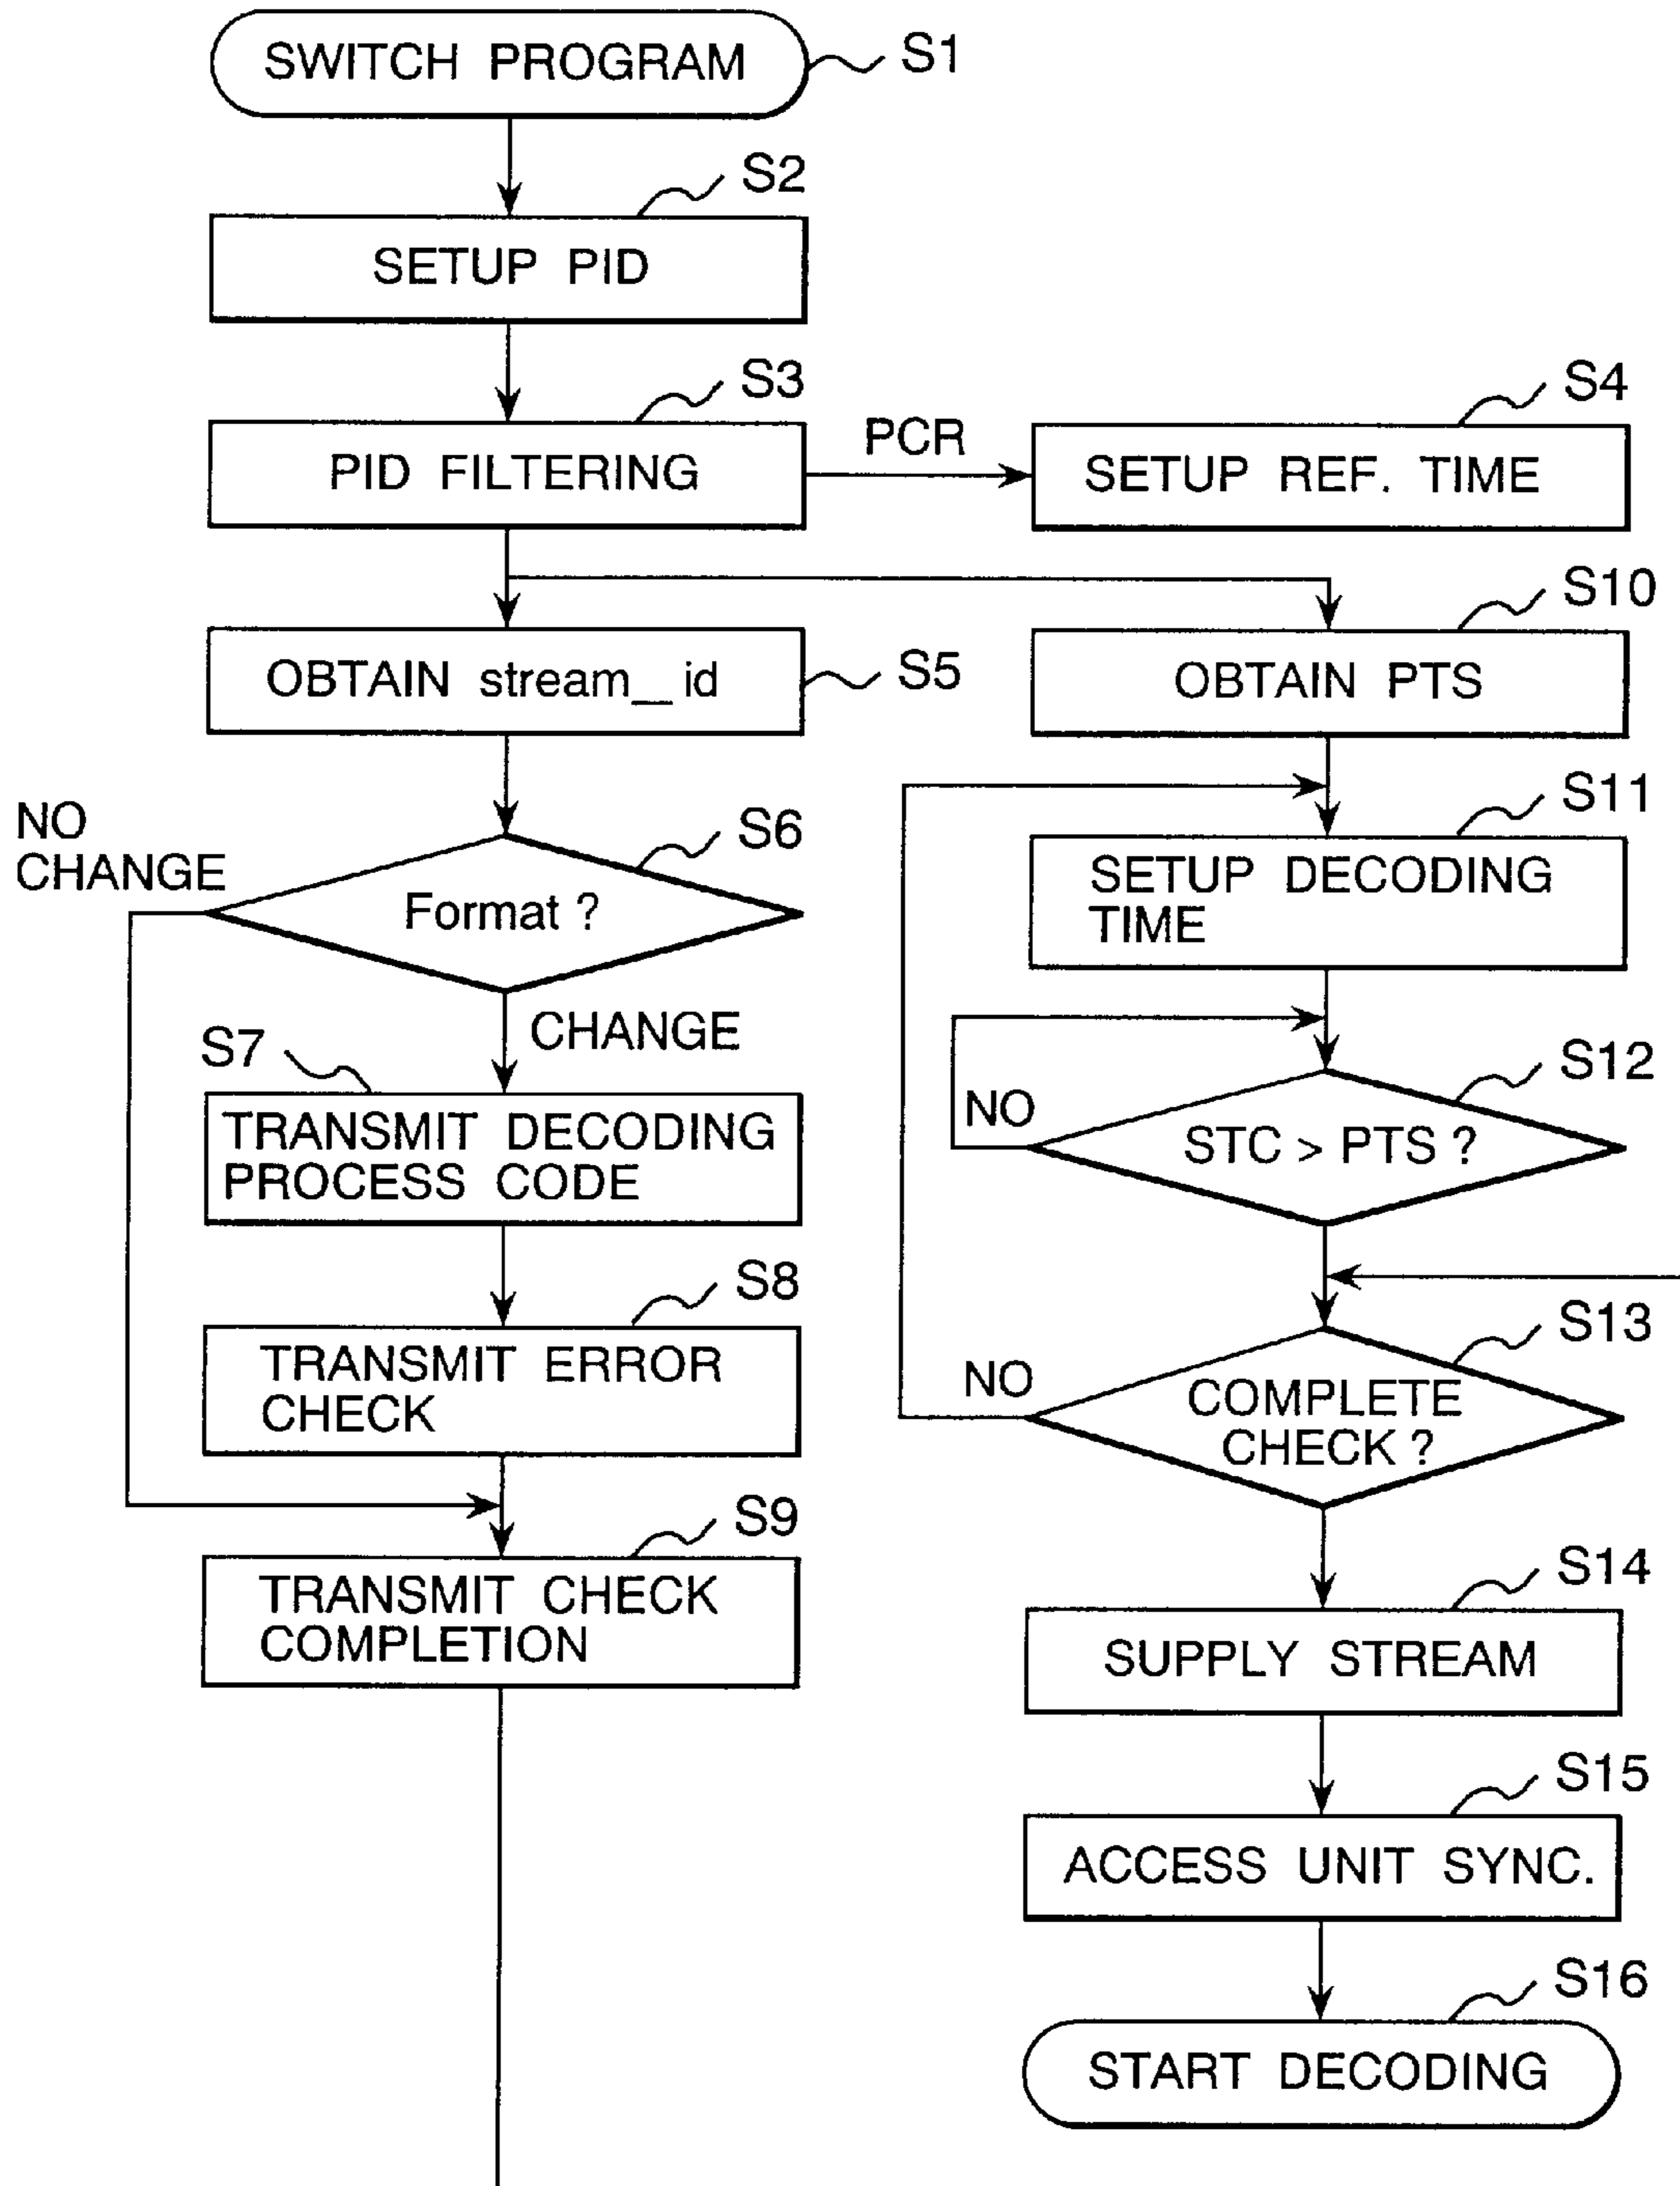 SWITCH PROGRAM
S1
S2
SETUP PID
S3
PID FILTERING
PCR
S4
SETUP REF. TIME
S5
OBTAIN stream__id
S10
OBTAIN PTS
S6
Format ?
NO
CHANGE
CHANGE
S7
TRANSMIT DECODING
PROCESS CODE
S8
TRANSMIT ERROR
CHECK
S9
TRANSMIT CHECK
COMPLETION
S11
SETUP DECODING
TIME
S12
STC > PTS ?
NO
S13
COMPLETE
CHECK ?
NO
S14
SUPPLY STREAM
S15
ACCESS UNIT SYNC.
S16
START DECODING